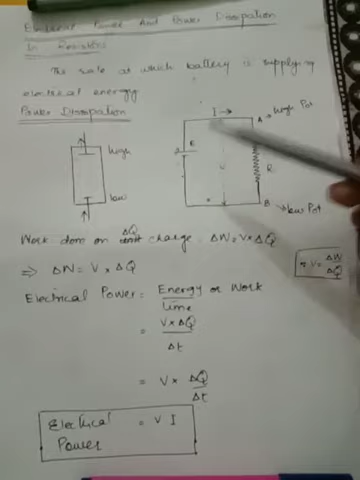 Electrical Power And Power Dissipation
In Resistors
The rate at which battery is supplying
electrical energy
Power Dissipation
I → A → high Pot
high
E
V
R
low
B → low Pot
Work done on ΔQ charge ΔW = V × ΔQ
⇒ ΔW = V × ΔQ
∵ V = ΔW
ΔQ
Electrical Power = Energy or Work
time
= V × ΔQ
Δt
= V × ΔQ
Δt
Electrical = V I
Power